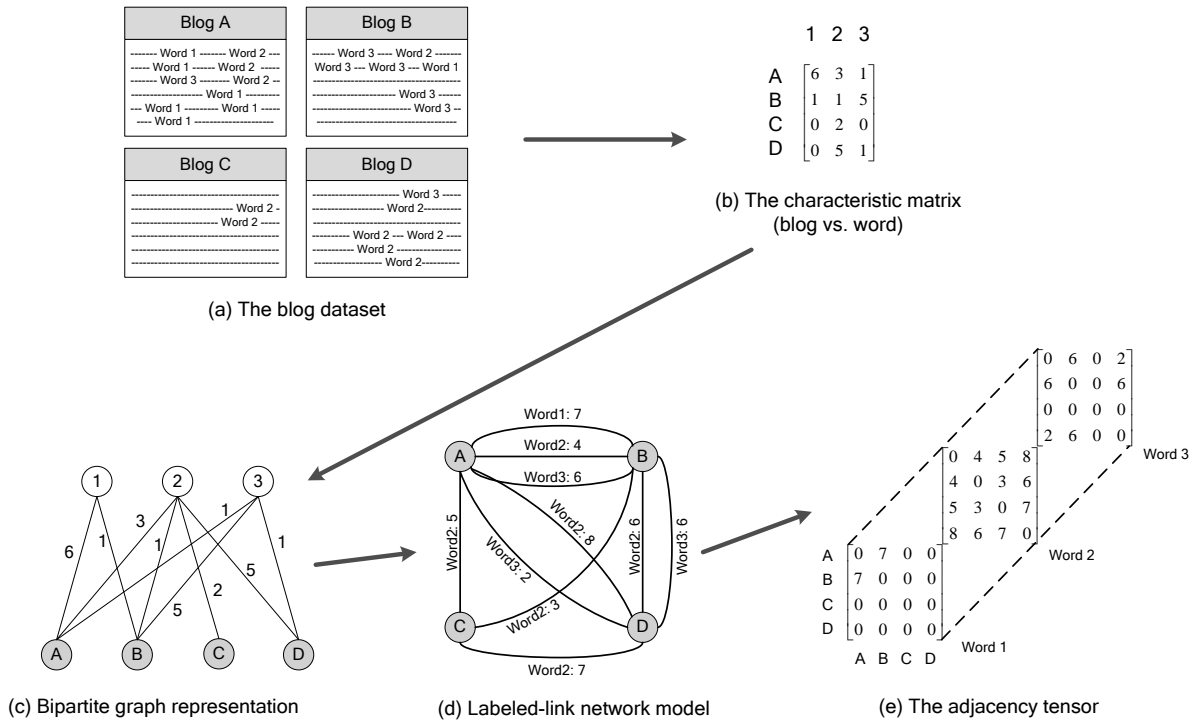 Blog A
------- Word 1 ------- Word 2 ---
----- Word 1 ------ Word 2 -----
------- Word 3 ------- Word 2 --
---------------- Word 1 ---------
--- Word 1 --------- Word 1 -----
---- Word 1 ---------------------
Blog B
------ Word 3 ---- Word 2 -------
Word 3 --- Word 3 --- Word 1
-------------------------------------
---------------------- Word 3 -----
------------------------- Word 3 --
-------------------------------------
Blog C
-------------------------------------
-------------------------- Word 2 -
---------------------- Word 2 -----
-------------------------------------
-------------------------------------
-------------------------------------
Blog D
---------------------- Word 3 -----
------------------ Word 2---------
-------------------------------------
--------- Word 2 --- Word 2 ----
---------- Word 2 ----------------
------------------ Word 2---------
(a) The blog dataset
1 2 3
A 6 3 1
B 1 1 5
C 0 2 0
D 0 5 1
(b) The characteristic matrix
(blog vs. word)
1 2 3
6 1 3 1 5 2 5 1 1
A B C D
(c) Bipartite graph representation
Word1: 7
Word2: 4
Word3: 6
A B
Word2: 5
Word2: 8
Word3: 2
Word2: 3
Word2: 6
Word3: 6
C D
Word2: 7
(d) Labeled-link network model
0 6 0 2
6 0 0 6
0 0 0 0
2 6 0 0
Word 3
0 4 5 8
4 0 3 6
5 3 0 7
8 6 7 0
Word 2
A 0 7 0 0
B 7 0 0 0
C 0 0 0 0
D 0 0 0 0
Word 1
A B C D
(e) The adjacency tensor